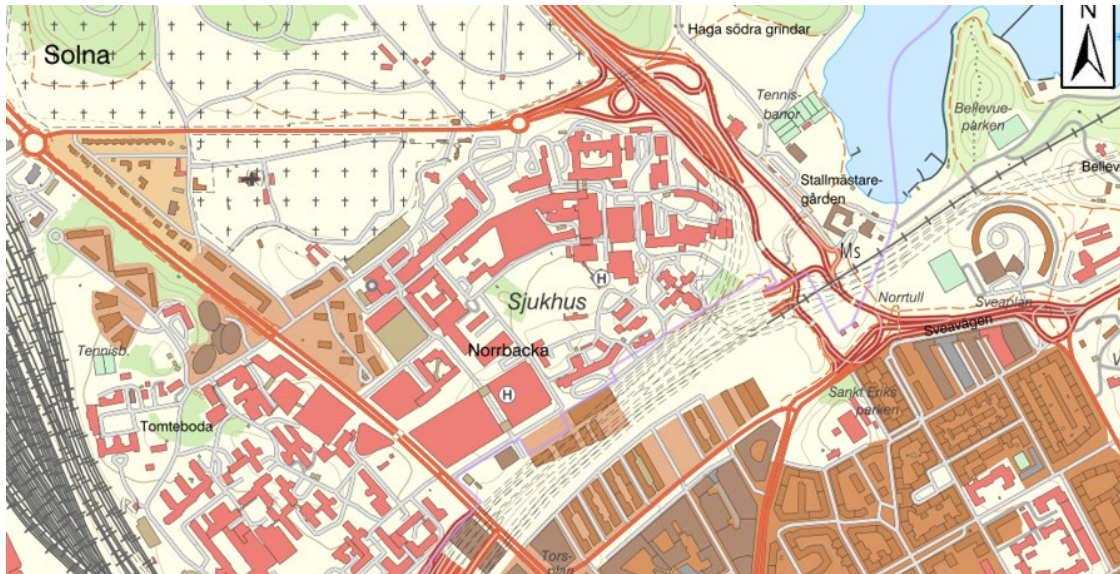 N
Haga södra grindar
Solna
Tennis-
banor
Bellevue-
parken
Bellev
Stallmästare-
gården
Ms
H
Sjukhus
Norrtull
Sveaplan
Sveavägen
Norrbacka
Tennisb.
H
Sankt Eriks
parken
Tomteboda
Tors-
plan